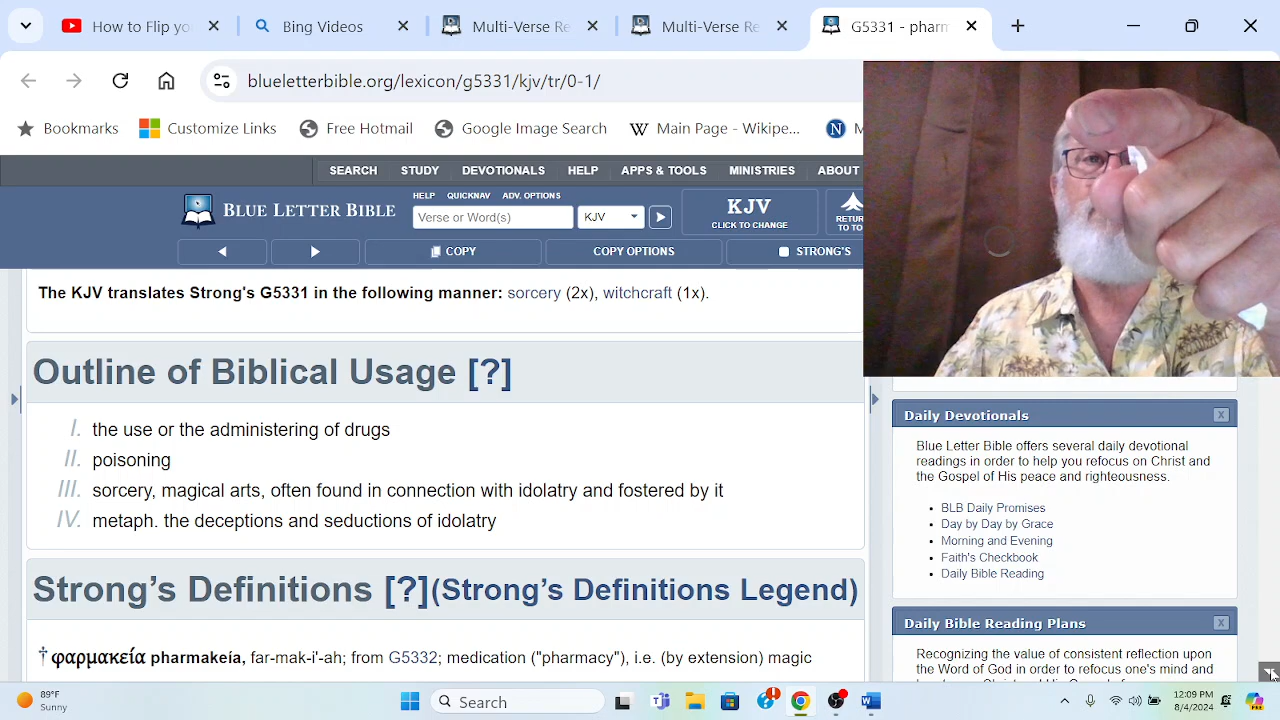 How to Flip yo
Bing Videos
Multi-Verse Re
Multi-Verse Re
G5331 - pharm
blueletterbible.org/lexicon/g5331/kjv/tr/0-1/
Bookmarks
Customize Links
Free Hotmail
Google Image Search
W Main Page - Wikipe...
N
SEARCH
STUDY
DEVOTIONALS
HELP
APPS & TOOLS
MINISTRIES
ABOUT
BLUE LETTER BIBLE
HELP QUICKNAV ADV. OPTIONS
Verse or Word(s)
KJV
KJV
CLICK TO CHANGE
RETUR
TO TO
COPY
COPY OPTIONS
STRONG'S
The KJV translates Strong's G5331 in the following manner: sorcery (2x), witchcraft (1x).
Outline of Biblical Usage [?]
I. the use or the administering of drugs
II. poisoning
III. sorcery, magical arts, often found in connection with idolatry and fostered by it
IV. metaph. the deceptions and seductions of idolatry
Strong's Definitions [?](Strong's Definitions Legend)
† φαρμακεία pharmakeía, far-mak-i'-ah; from G5332; medication ("pharmacy"), i.e. (by extension) magic
Daily Devotionals
x
Blue Letter Bible offers several daily devotional
readings in order to help you refocus on Christ and
the Gospel of His peace and righteousness.
• BLB Daily Promises
• Day by Day by Grace
• Morning and Evening
• Faith's Checkbook
• Daily Bible Reading
Daily Bible Reading Plans
x
Recognizing the value of consistent reflection upon
the Word of God in order to refocus one's mind and
89°F
Sunny
Search
12:09 PM
8/4/2024